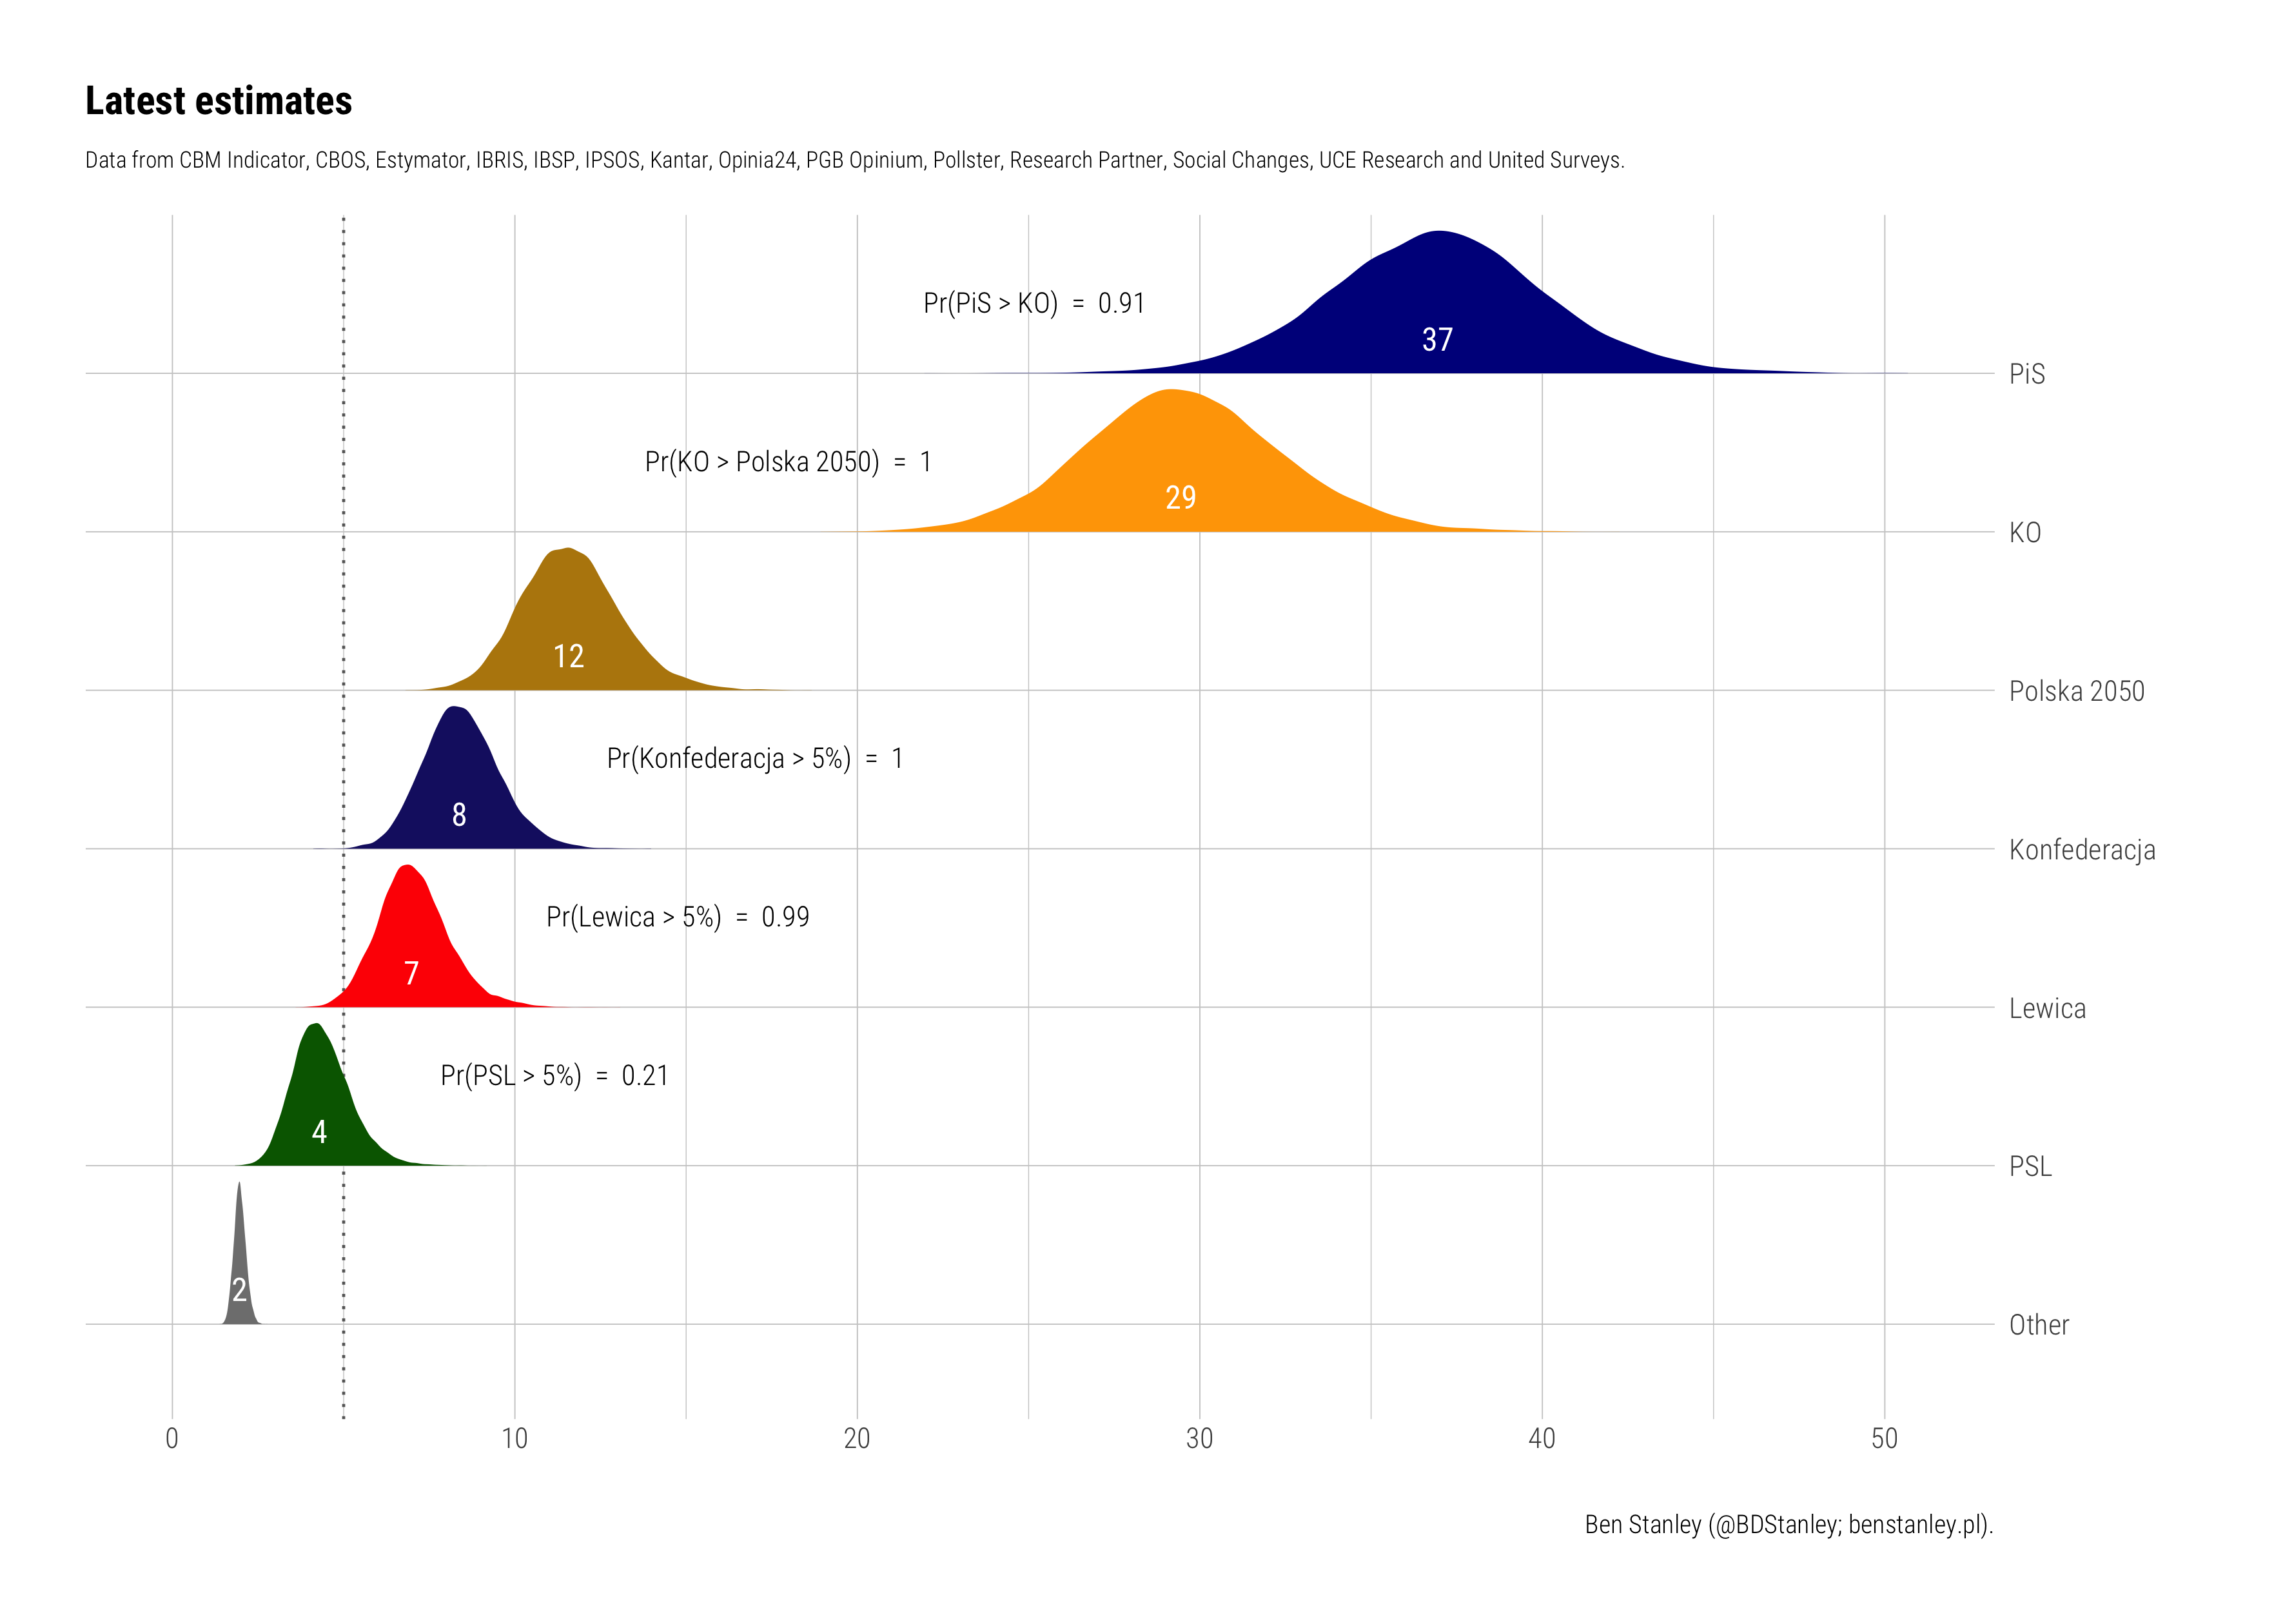 Latest estimates
Data from CBM Indicator, CBOS, Estymator, IBRIS, IBSP, IPSOS, Kantar, Opinia24, PGB Opinium, Pollster, Research Partner, Social Changes, UCE Research and United Surveys.
Pr(PiS > KO) = 0.91
37
PiS
Pr(KO > Polska 2050) = 1
29
KO
12
Polska 2050
Pr(Konfederacja > 5%) = 1
8
Konfederacja
Pr(Lewica > 5%) = 0.99
7
Lewica
Pr(PSL > 5%) = 0.21
4
PSL
2
Other
0 10 20 30 40 50
Ben Stanley (@BDStanley; benstanley.pl).